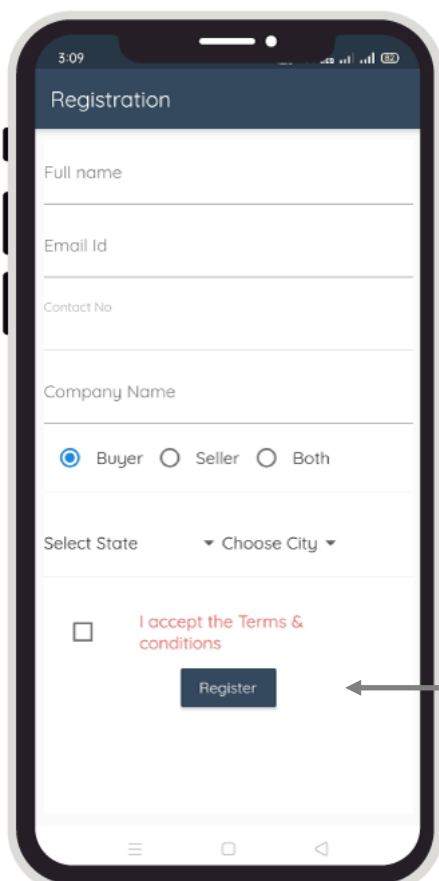 3:09
82
Registration
Full name
Email Id
Contact No
Company Name
Buyer Seller Both
Select State Choose City
I accept the Terms &
conditions
Register